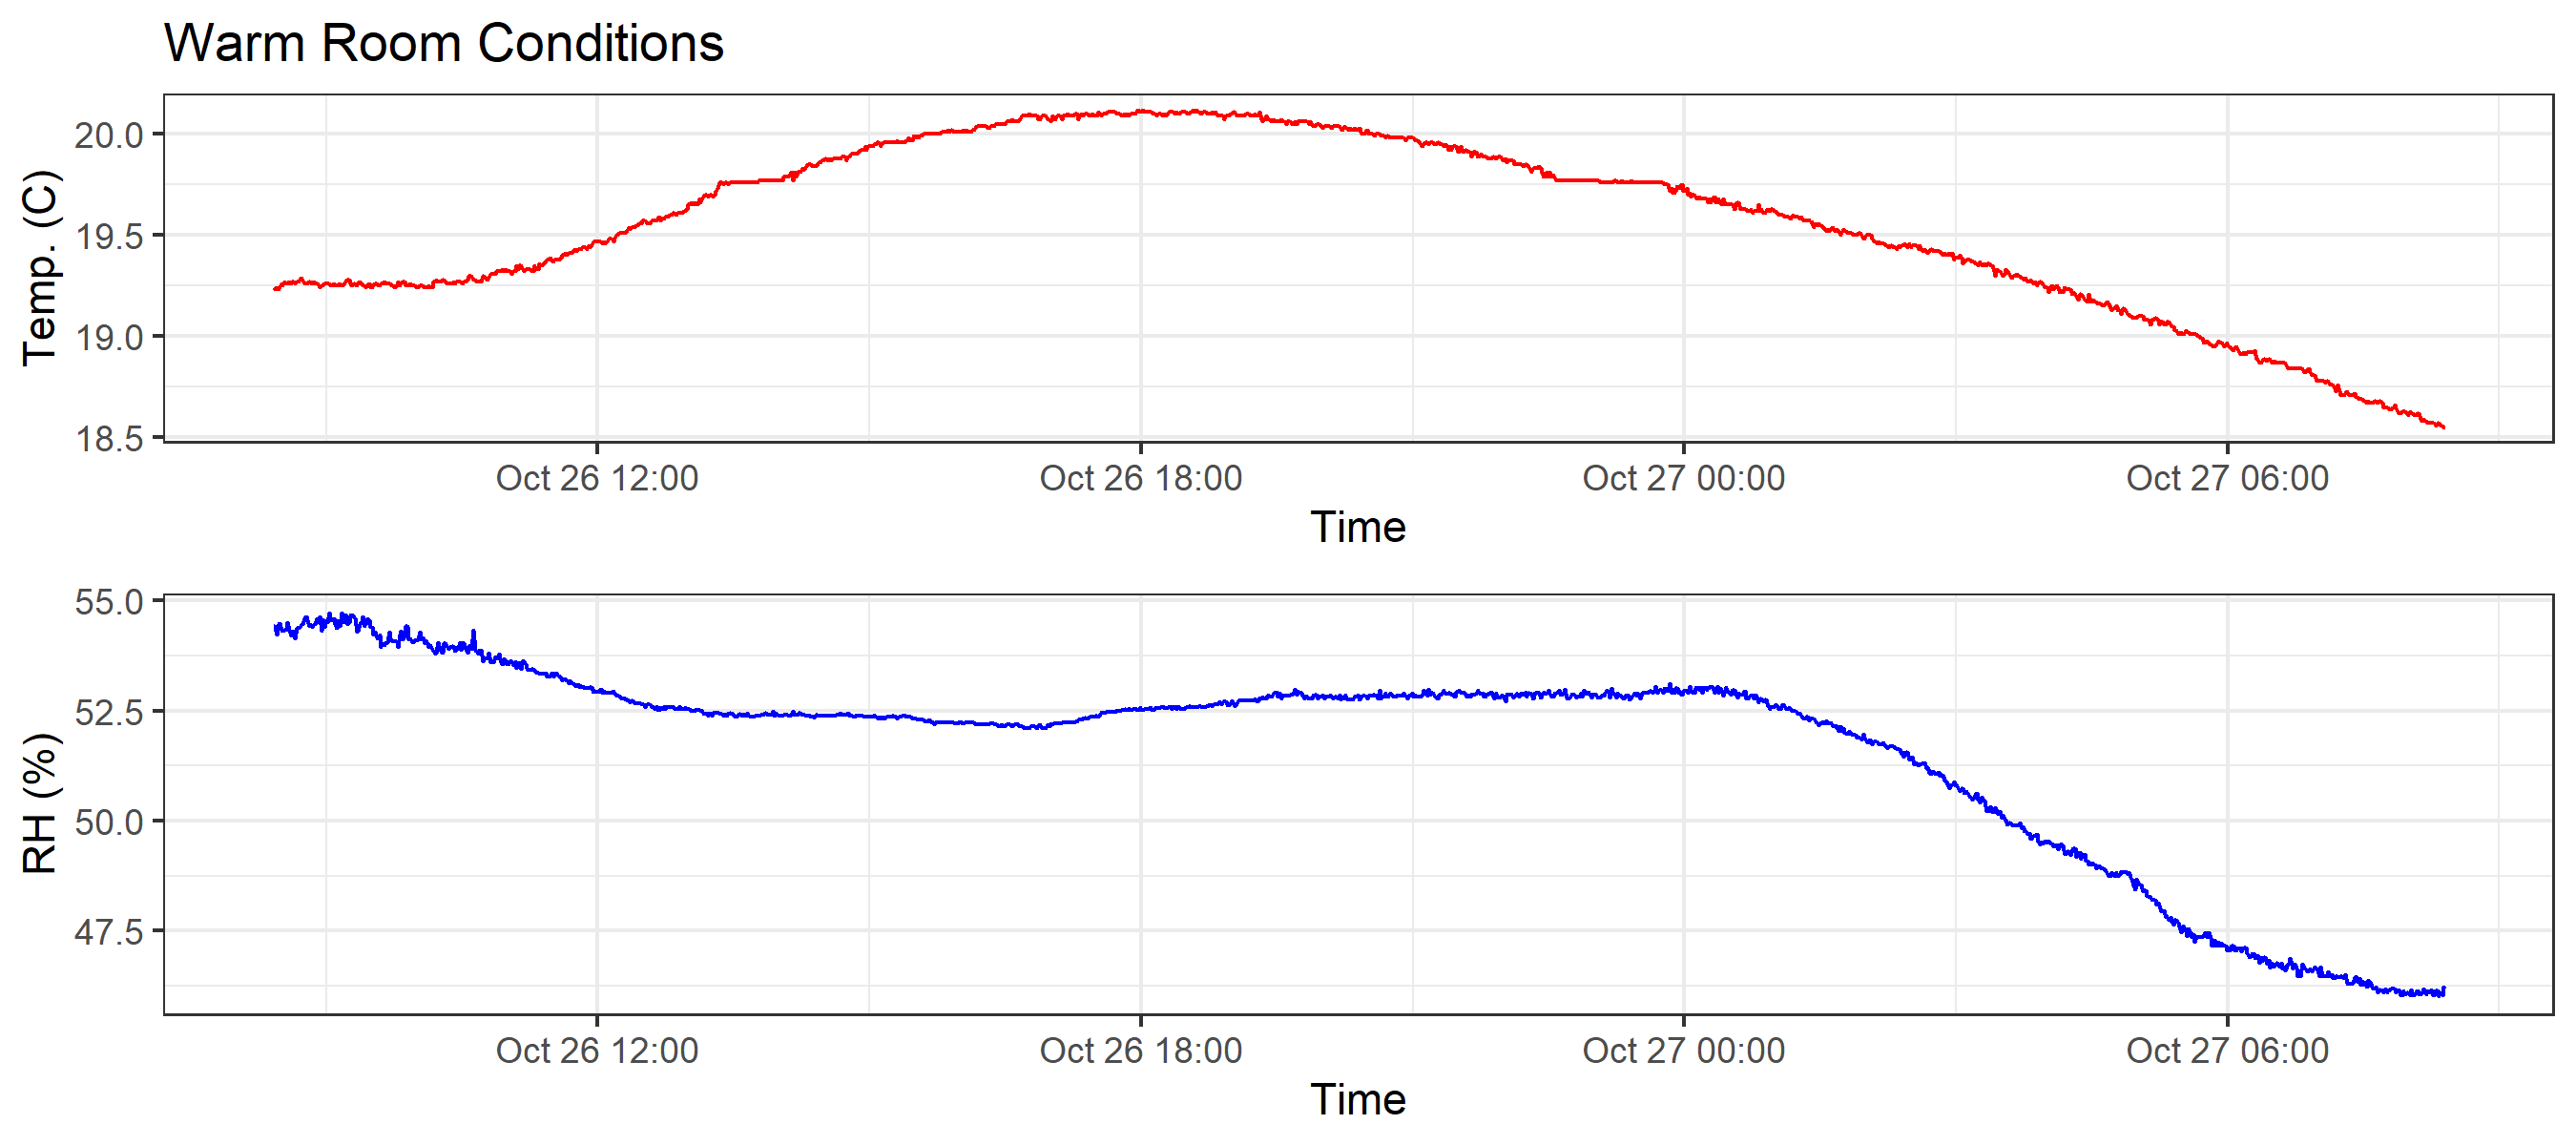 Warm Room Conditions
Temp. (C)
20.0
19.5
19.0
18.5
Oct 26 12:00 Oct 26 18:00 Oct 27 00:00 Oct 27 06:00
Time
RH (%)
55.0
52.5
50.0
47.5
Oct 26 12:00 Oct 26 18:00 Oct 27 00:00 Oct 27 06:00
Time